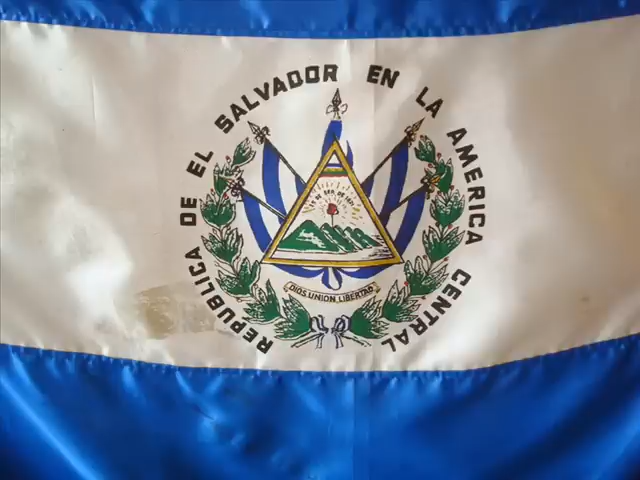 REPUBLICA DE EL SALVADOR EN LA AMERICA CENTRAL
DIOS UNION LIBERTAD